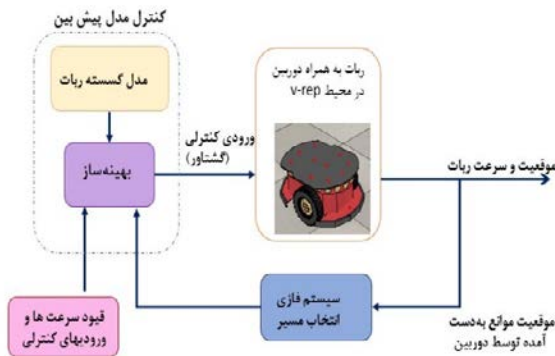 کنترل مدل پیش بین
مدل گسسته ربات
بهینه‌ساز
ورودی کنترلی
(گشتاور)
ربات به همراه دوربین
در محیط v-rep
موقعیت و سرعت ربات
سیستم فازی
انتخاب مسیر
موقعیت موانع به‌دست
آمده توسط دوربین
قیود سرعت ها و
ورودیهای کنترلی